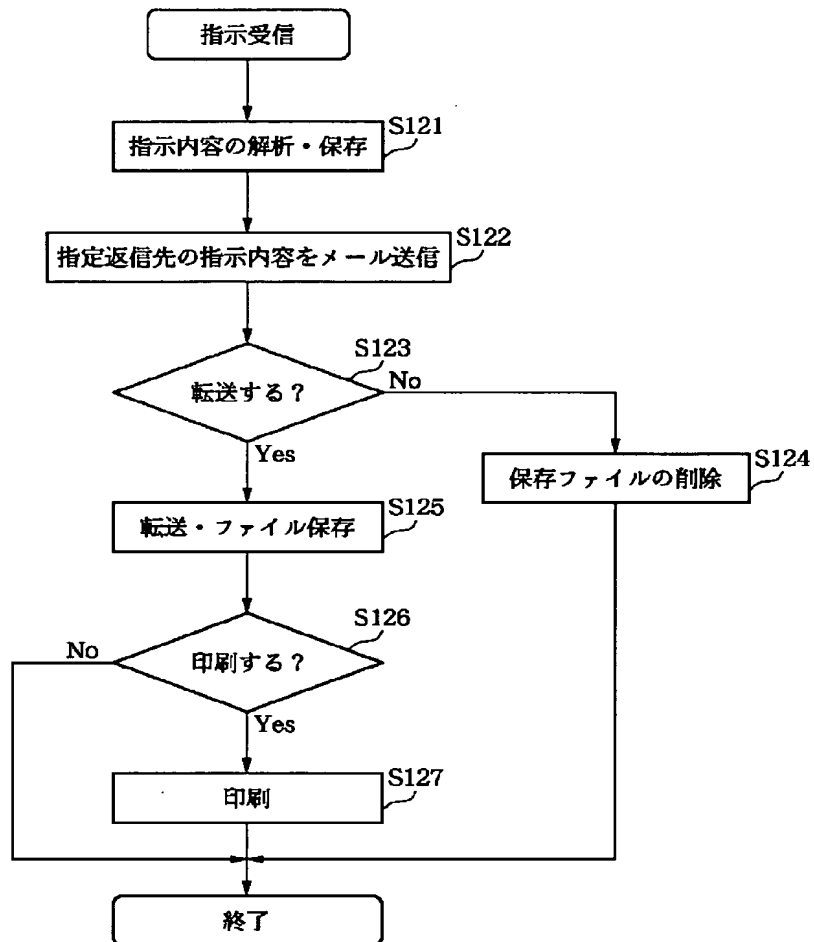 指示受信
S121
指示内容の解析・保存
S122
指定返信先の指示内容をメール送信
S123
転送する?
No
Yes
S124
保存ファイルの削除
S125
転送・ファイル保存
S126
No
印刷する?
Yes
S127
印刷
終了